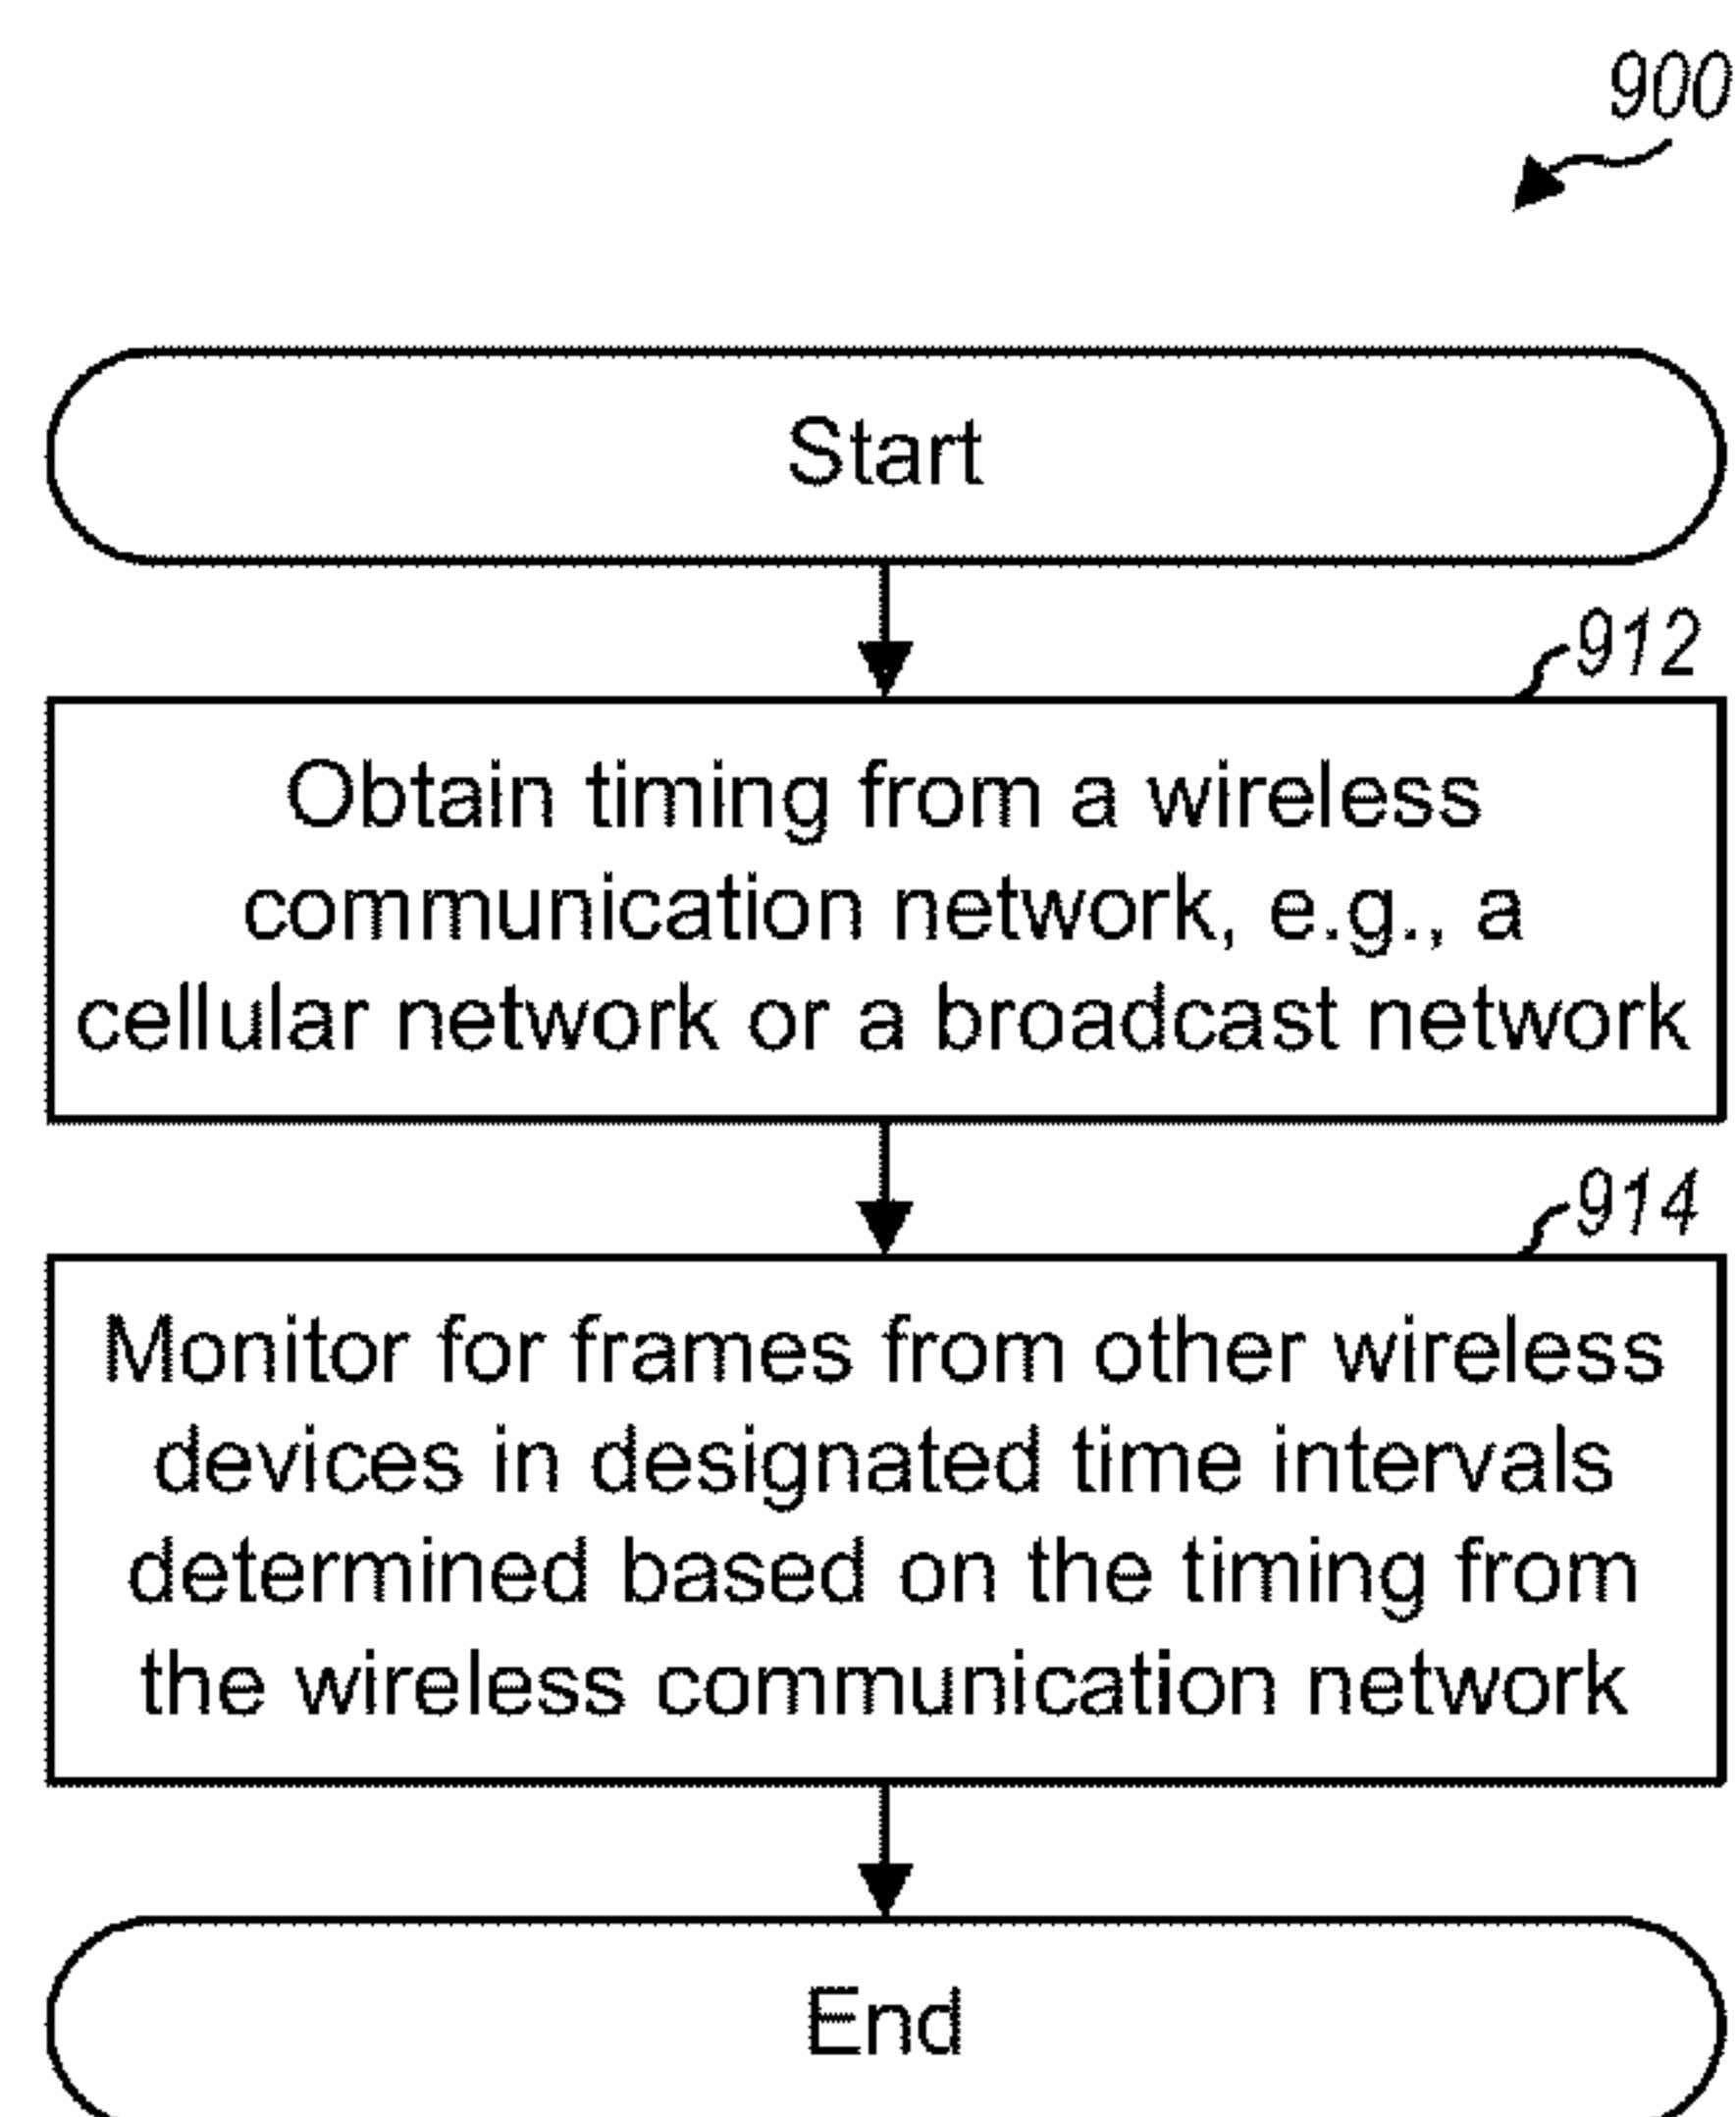 900
Start
912
Obtain timing from a wireless
communication network, e.g., a
cellular network or a broadcast network
914
Monitor for frames from other wireless
devices in designated time intervals
determined based on the timing from
the wireless communication network
End